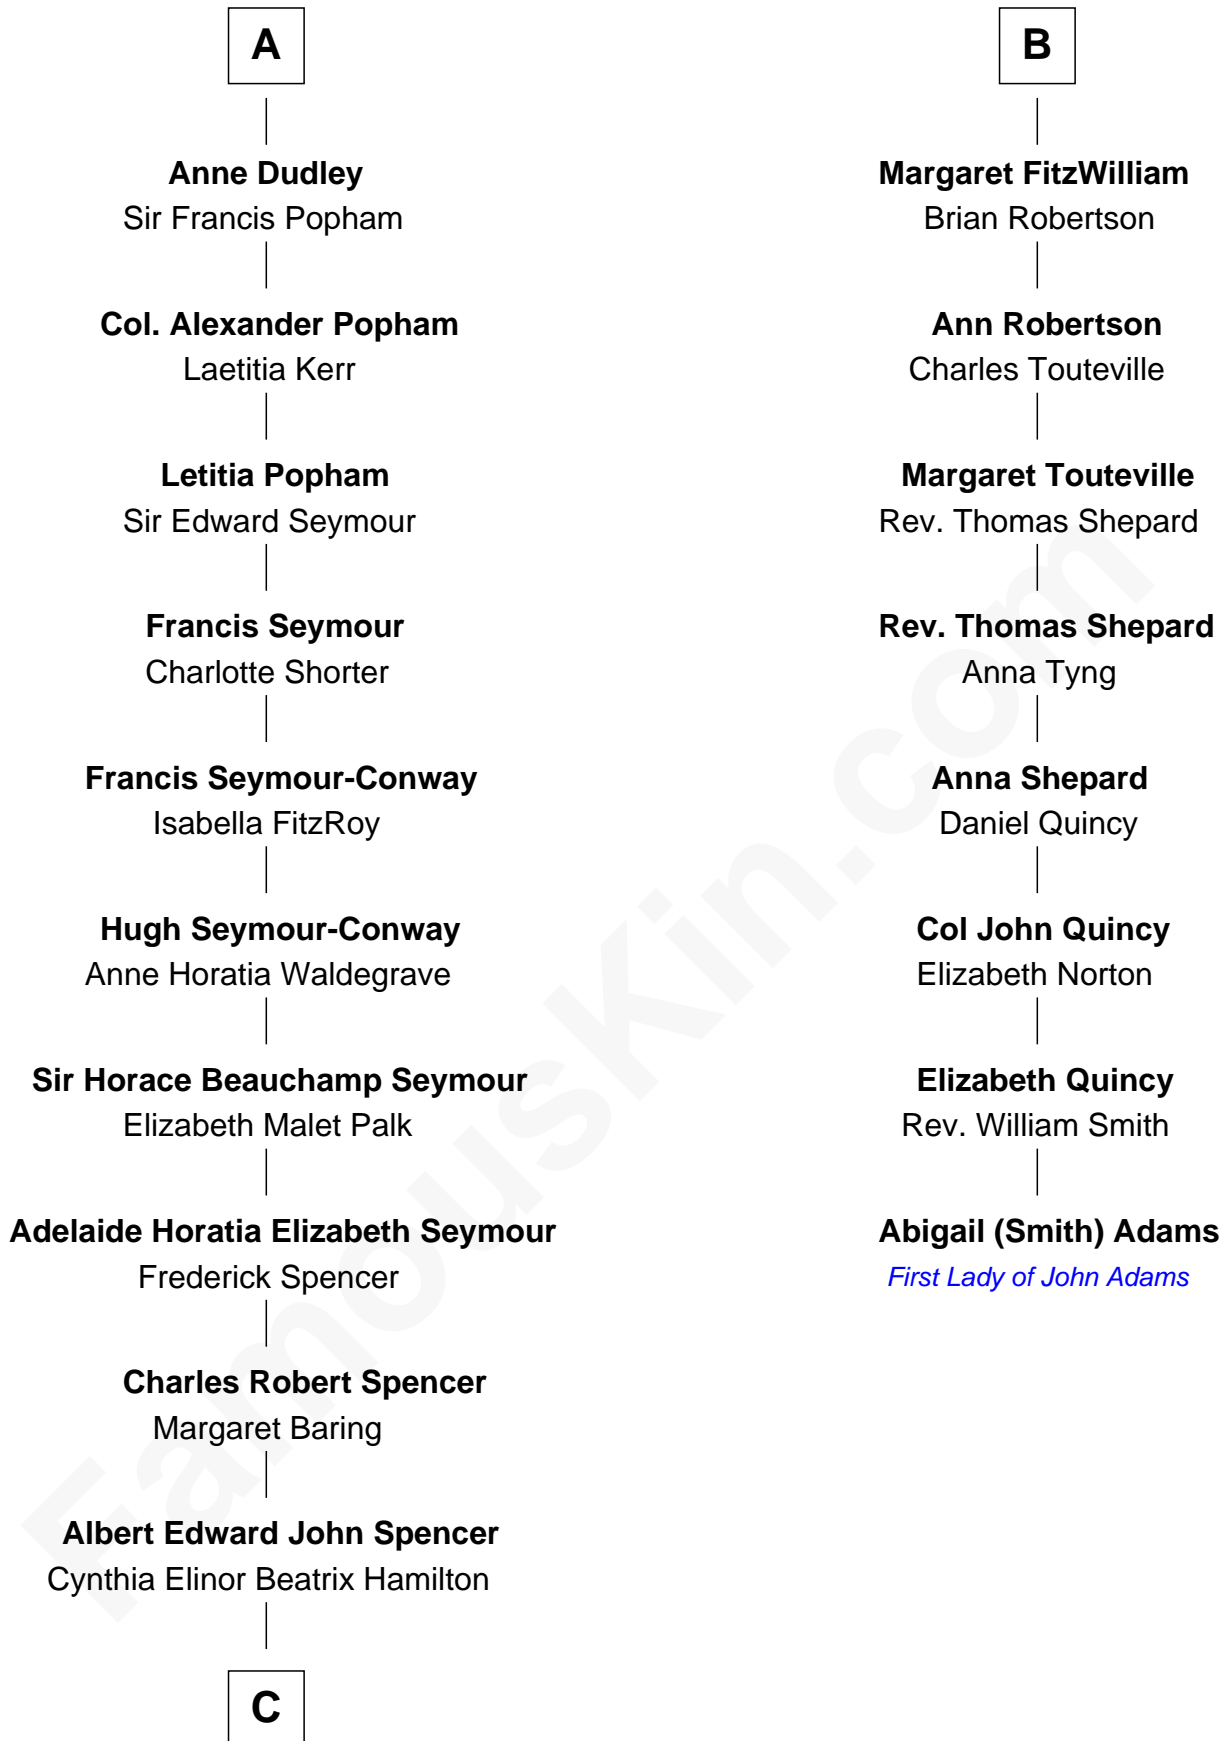 A
Anne Dudley
Sir Francis Popham
Col. Alexander Popham
Laetitia Kerr
Letitia Popham
Sir Edward Seymour
Francis Seymour
Charlotte Shorter
Francis Seymour-Conway
Isabella FitzRoy
Hugh Seymour-Conway
Anne Horatia Waldegrave
Sir Horace Beauchamp Seymour
Elizabeth Malet Palk
Adelaide Horatia Elizabeth Seymour
Frederick Spencer
Charles Robert Spencer
Margaret Baring
Albert Edward John Spencer
Cynthia Elinor Beatrix Hamilton
C
B
Margaret FitzWilliam
Brian Robertson
Ann Robertson
Charles Touteville
Margaret Touteville
Rev. Thomas Shepard
Rev. Thomas Shepard
Anna Tyng
Anna Shepard
Daniel Quincy
Col John Quincy
Elizabeth Norton
Elizabeth Quincy
Rev. William Smith
Abigail (Smith) Adams
First Lady of John Adams
FamousKin.com